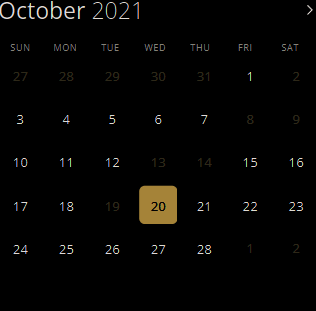 October 2021 >
SUN MON TUE WED THU FRI SAT
27 28 29 30 31 1 2
3 4 5 6 7 8 9
10 11 12 13 14 15 16
17 18 19 20 21 22 23
24 25 26 27 28 1 2